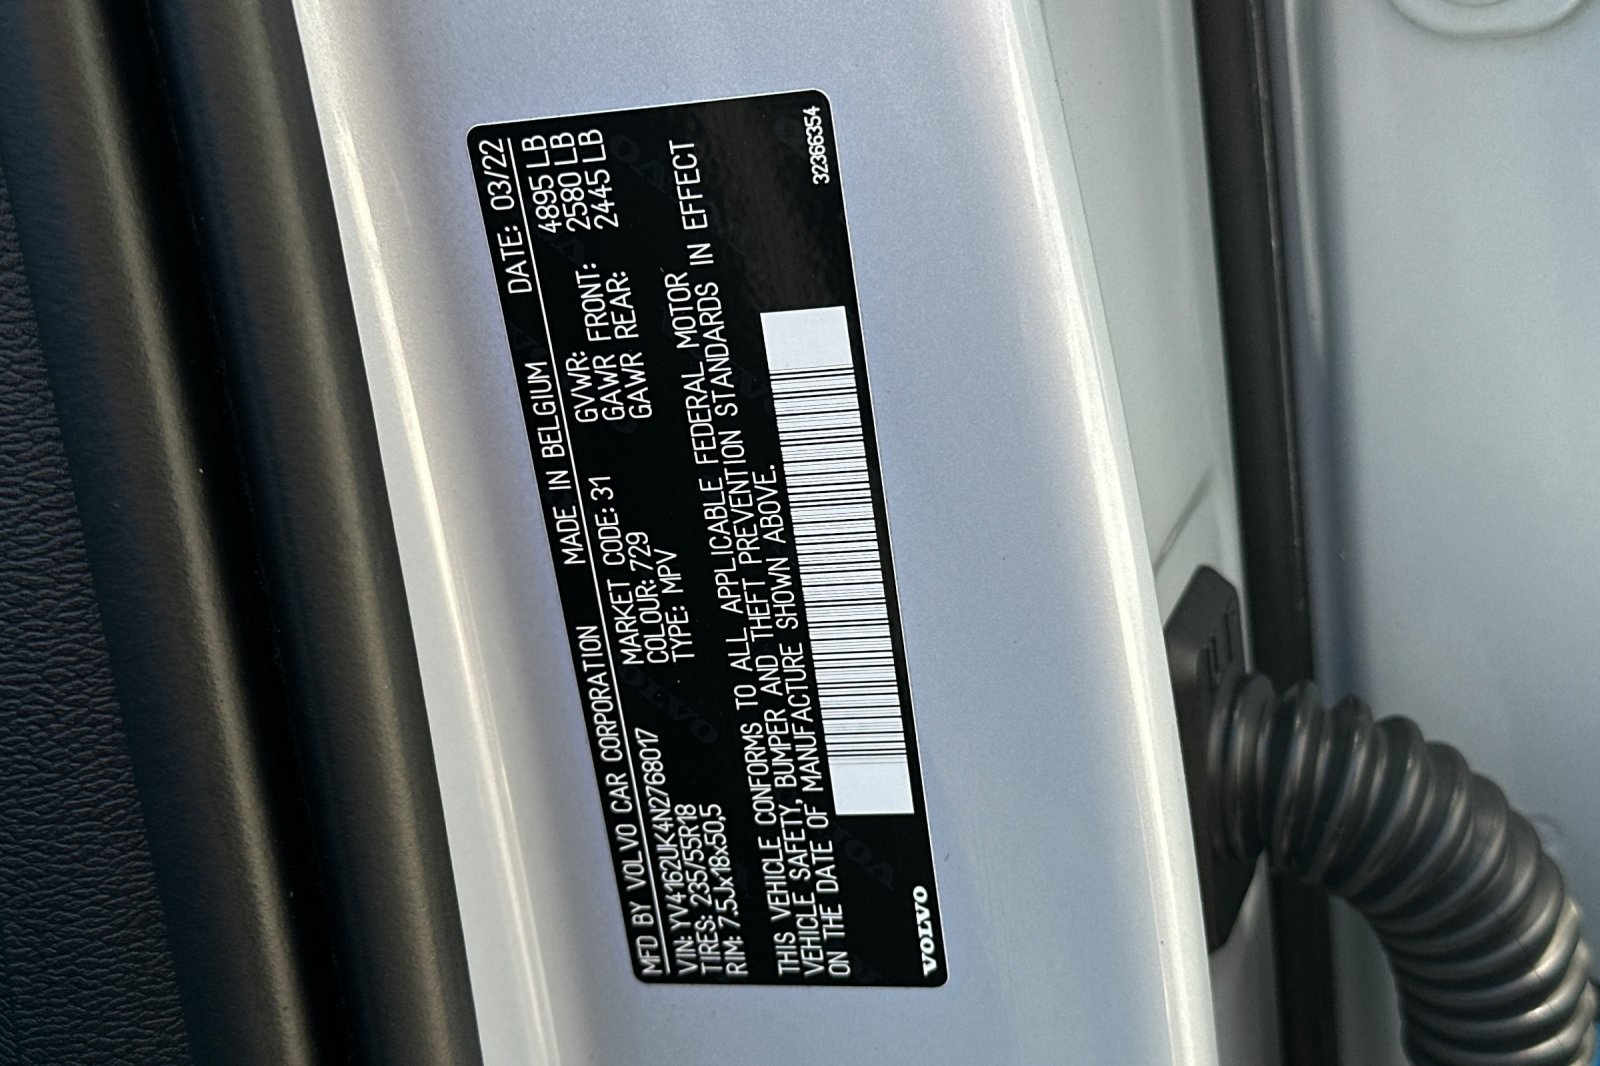 MFD BY VOLVO CAR CORPORATION MADE IN BELGIUM DATE: 03/22
VIN: YV4162UK4N2768017 MARKET CODE: 31 GVWR: 4895 LB
TIRES: 235/55R18 COLOUR: 729 GAWR FRONT: 2580 LB
RIM: 7.5Jx18x50,5 TYPE: MPV GAWR REAR: 2445 LB
THIS VEHICLE CONFORMS TO ALL APPLICABLE FEDERAL MOTOR
VEHICLE SAFETY, BUMPER AND THEFT PREVENTION STANDARDS IN EFFECT
ON THE DATE OF MANUFACTURE SHOWN ABOVE.
VOLVO 32366354